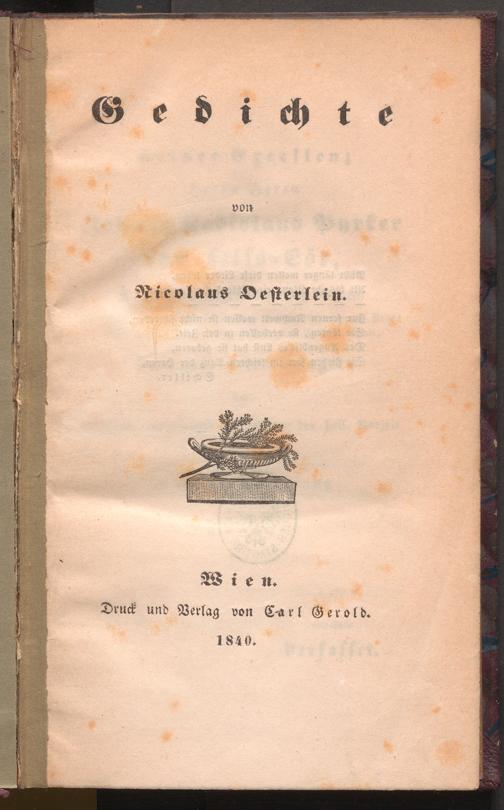 Gedichte
von
Nicolaus Oesterlein.
Wien.
Druck und Verlag von Carl Gerold.
1840.